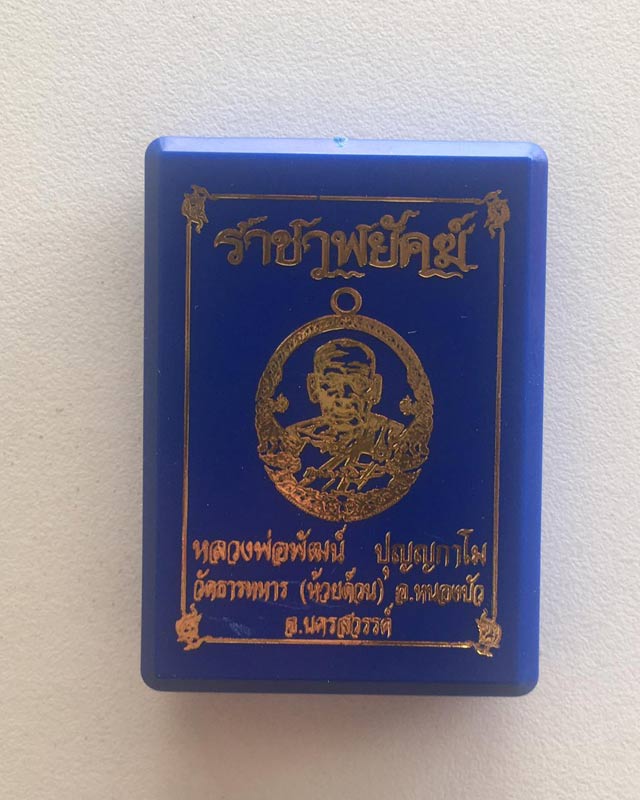 ราชาพยัคฆ์
หลวงพ่อพัฒน์ ปุญญกาโม
วัดธารทหาร (ห้วยด้วน) อ.หนองบัว
จ.นครสวรรค์